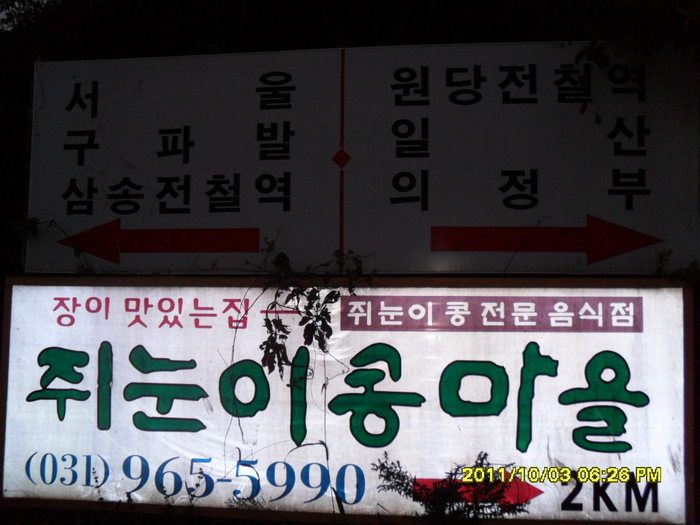 서울
구파발
삼송전철역
원당전철역
일산
의정부
장이 맛있는집
쥐눈이 콩 전문 음식점
쥐눈이콩마을
(031) 965-5990
2KM
2011/10/03 06:26 PM